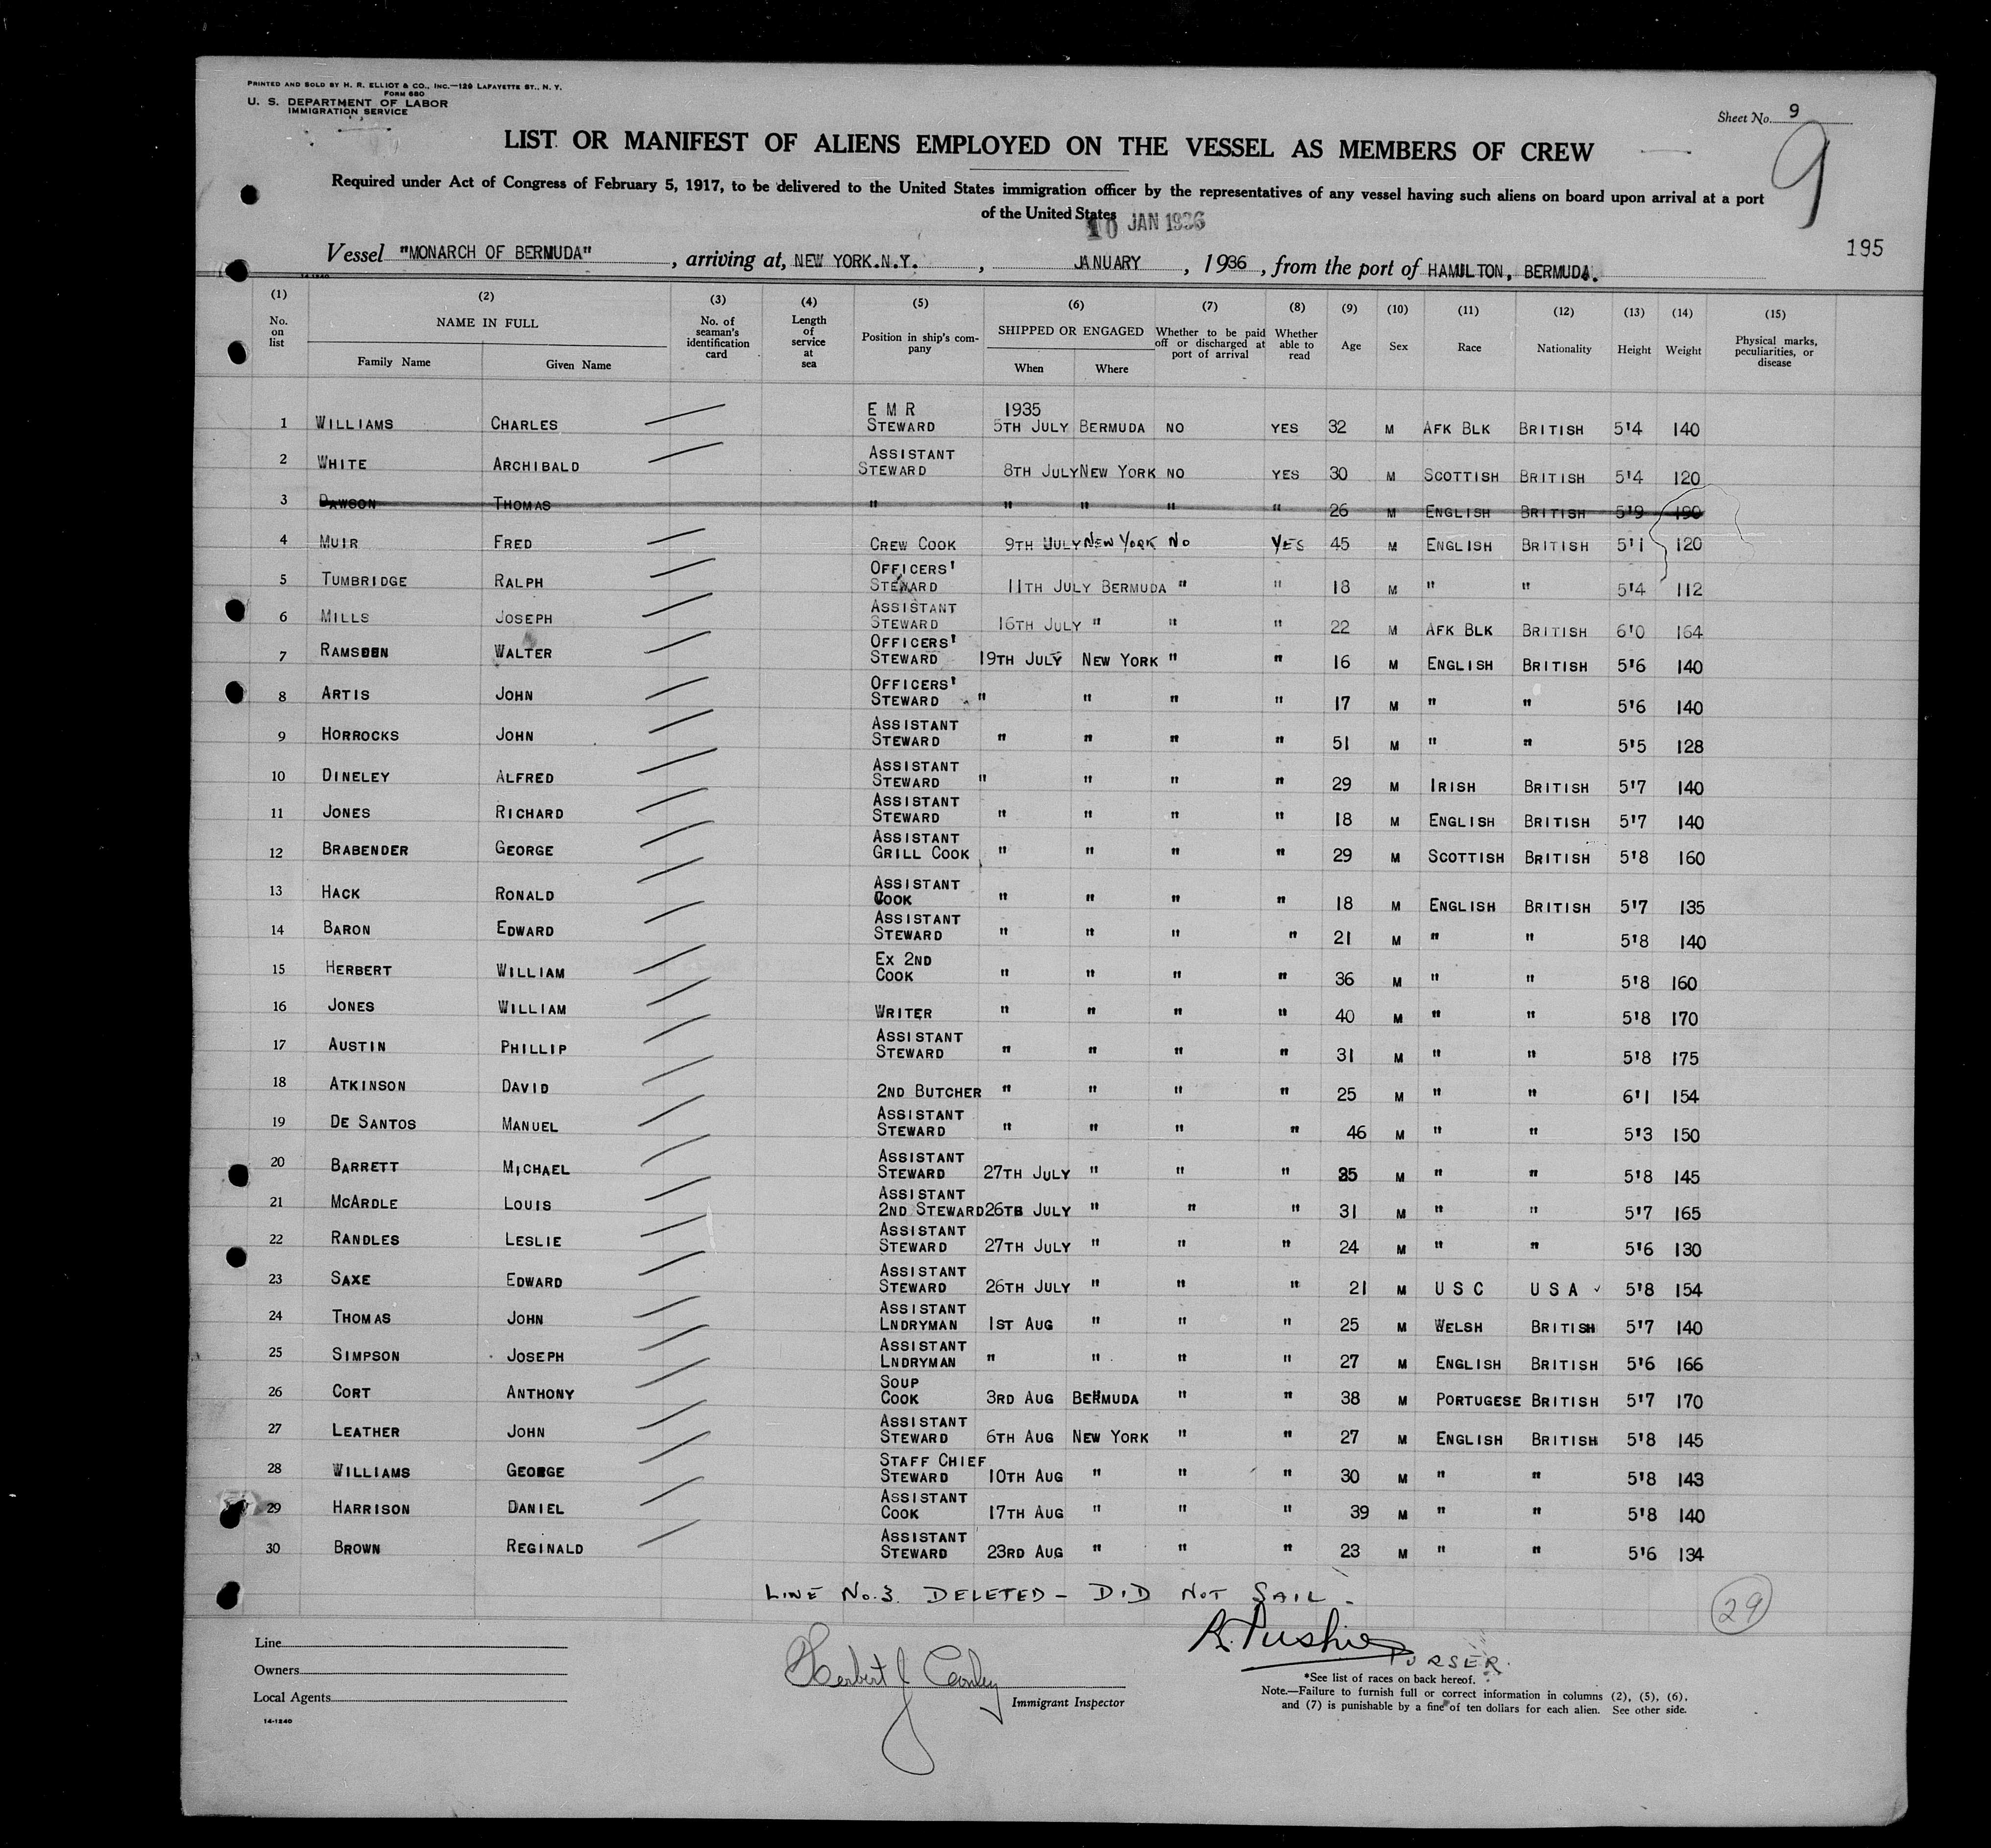 PRINTED AND SOLD BY H. R. ELLIOT & CO., INC.—129 LAFAYETTE ST., N. Y.
FORM 680
U. S. DEPARTMENT OF LABOR
IMMIGRATION SERVICE
Sheet No. 9
9
LIST OR MANIFEST OF ALIENS EMPLOYED ON THE VESSEL AS MEMBERS OF CREW
Required under Act of Congress of February 5, 1917, to be delivered to the United States immigration officer by the representatives of any vessel having such aliens on board upon arrival at a port
of the United States
10 JAN 1936
195
Vessel "MONARCH OF BERMUDA", arriving at, NEW YORK.N.Y., JANUARY, 1936, from the port of HAMILTON, BERMUDA.
(1) (2) (3) (4) (5) (6) (7) (8) (9) (10) (11) (12) (13) (14) (15)
No. on list NAME IN FULL Family Name Given Name No. of seaman's identification card Length of service at sea Position in ship's company SHIPPED OR ENGAGED When Where Whether to be paid off or discharged at port of arrival Whether able to read Age Sex Race Nationality Height Weight Physical marks, peculiarities, or disease
1 WILLIAMS CHARLES E M R STEWARD 1935 5TH JULY BERMUDA NO YES 32 M AFK BLK BRITISH 5'4 140
2 WHITE ARCHIBALD ASSISTANT STEWARD 8TH JULY NEW YORK NO YES 30 M SCOTTISH BRITISH 5'4 120
3 DAWSON THOMAS " " " " " 26 M ENGLISH BRITISH 5'9 190
4 MUIR FRED CREW COOK 9TH JULY NEW YORK NO YES 45 M ENGLISH BRITISH 5'1 120
5 TUMBRIDGE RALPH OFFICERS' STEWARD 11TH JULY BERMUDA " " 18 M " " 5'4 112
6 MILLS JOSEPH ASSISTANT STEWARD 16TH JULY " " " 22 M AFK BLK BRITISH 6'0 164
7 RAMSDEN WALTER OFFICERS' STEWARD 19TH JULY NEW YORK " " 16 M ENGLISH BRITISH 5'6 140
8 ARTIS JOHN OFFICERS' STEWARD " " " " 17 M " " 5'6 140
9 HORROCKS JOHN ASSISTANT STEWARD " " " " 51 M " " 5'5 128
10 DINELEY ALFRED ASSISTANT STEWARD " " " " 29 M IRISH BRITISH 5'7 140
11 JONES RICHARD ASSISTANT STEWARD " " " " 18 M ENGLISH BRITISH 5'7 140
12 BRABENDER GEORGE ASSISTANT GRILL COOK " " " " 29 M SCOTTISH BRITISH 5'8 160
13 HACK RONALD ASSISTANT COOK " " " " 18 M ENGLISH BRITISH 5'7 135
14 BARON EDWARD ASSISTANT STEWARD " " " " 21 M " " 5'8 140
15 HERBERT WILLIAM EX 2ND COOK " " " " 36 M " " 5'8 160
16 JONES WILLIAM WRITER " " " " 40 M " " 5'8 170
17 AUSTIN PHILLIP ASSISTANT STEWARD " " " " 31 M " " 5'8 175
18 ATKINSON DAVID 2ND BUTCHER " " " " 25 M " " 6'1 154
19 DE SANTOS MANUEL ASSISTANT STEWARD " " " " 46 M " " 5'3 150
20 BARRETT MICHAEL ASSISTANT STEWARD 27TH JULY " " " M " " 5'8 145
21 MCARDLE LOUIS ASSISTANT 2ND STEWARD 26TH JULY " " " 31 M " " 5'7 165
22 RANDLES LESLIE ASSISTANT STEWARD 27TH JULY " " " 24 M " " 5'6 130
23 SAXE EDWARD ASSISTANT STEWARD 26TH JULY " " " 21 M U S C U S A ✓ 5'8 154
24 THOMAS JOHN ASSISTANT LNDRYMAN 1ST AUG " " " 25 M WELSH BRITISH 5'7 140
25 SIMPSON JOSEPH ASSISTANT LNDRYMAN " " " " 27 M ENGLISH BRITISH 5'6 166
26 CORT ANTHONY SOUP COOK 3RD AUG BERMUDA " " 38 M PORTUGESE BRITISH 5'7 170
27 LEATHER JOHN ASSISTANT STEWARD 6TH AUG NEW YORK " " 27 M ENGLISH BRITISH 5'8 145
28 WILLIAMS GEORGE STAFF CHIEF STEWARD 10TH AUG " " " 30 M " " 5'8 143
29 HARRISON DANIEL ASSISTANT COOK 17TH AUG " " " 39 M " " 5'8 140
30 BROWN REGINALD ASSISTANT STEWARD 23RD AUG " " " 23 M " " 5'6 134
LINE NO. 3. DELETED - DID NOT SAIL -
29
Line
Owners
Local Agents
14-1240
Herbert J
Immigrant Inspector
PURSER.
*See list of races on back hereof.
Note.—Failure to furnish full or correct information in columns (2), (5), (6), and (7) is punishable by a fine of ten dollars for each alien. See other side.